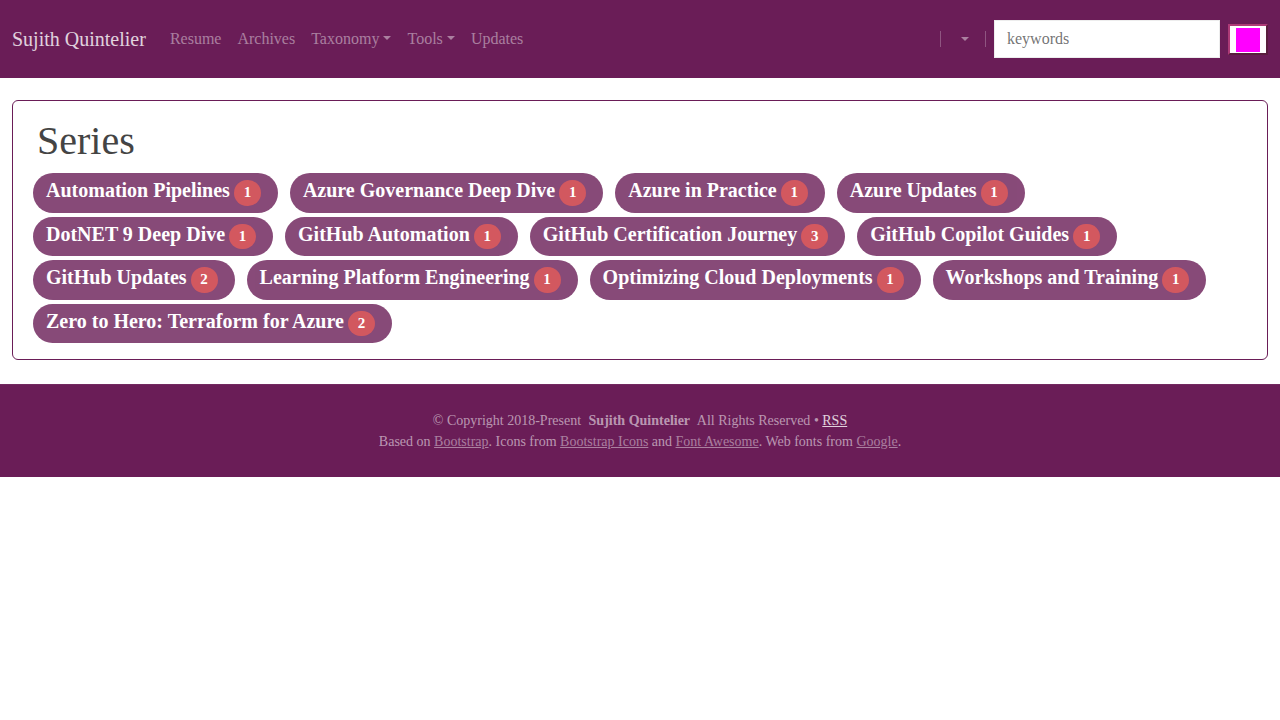 Sujith Quintelier Resume Archives Taxonomy Tools Updates keywords
Series
Automation Pipelines 1 Azure Governance Deep Dive 1 Azure in Practice 1 Azure Updates 1
DotNET 9 Deep Dive 1 GitHub Automation 1 GitHub Certification Journey 3 GitHub Copilot Guides 1
GitHub Updates 2 Learning Platform Engineering 1 Optimizing Cloud Deployments 1 Workshops and Training 1
Zero to Hero: Terraform for Azure 2
© Copyright 2018-Present Sujith Quintelier All Rights Reserved • RSS
Based on Bootstrap. Icons from Bootstrap Icons and Font Awesome. Web fonts from Google.